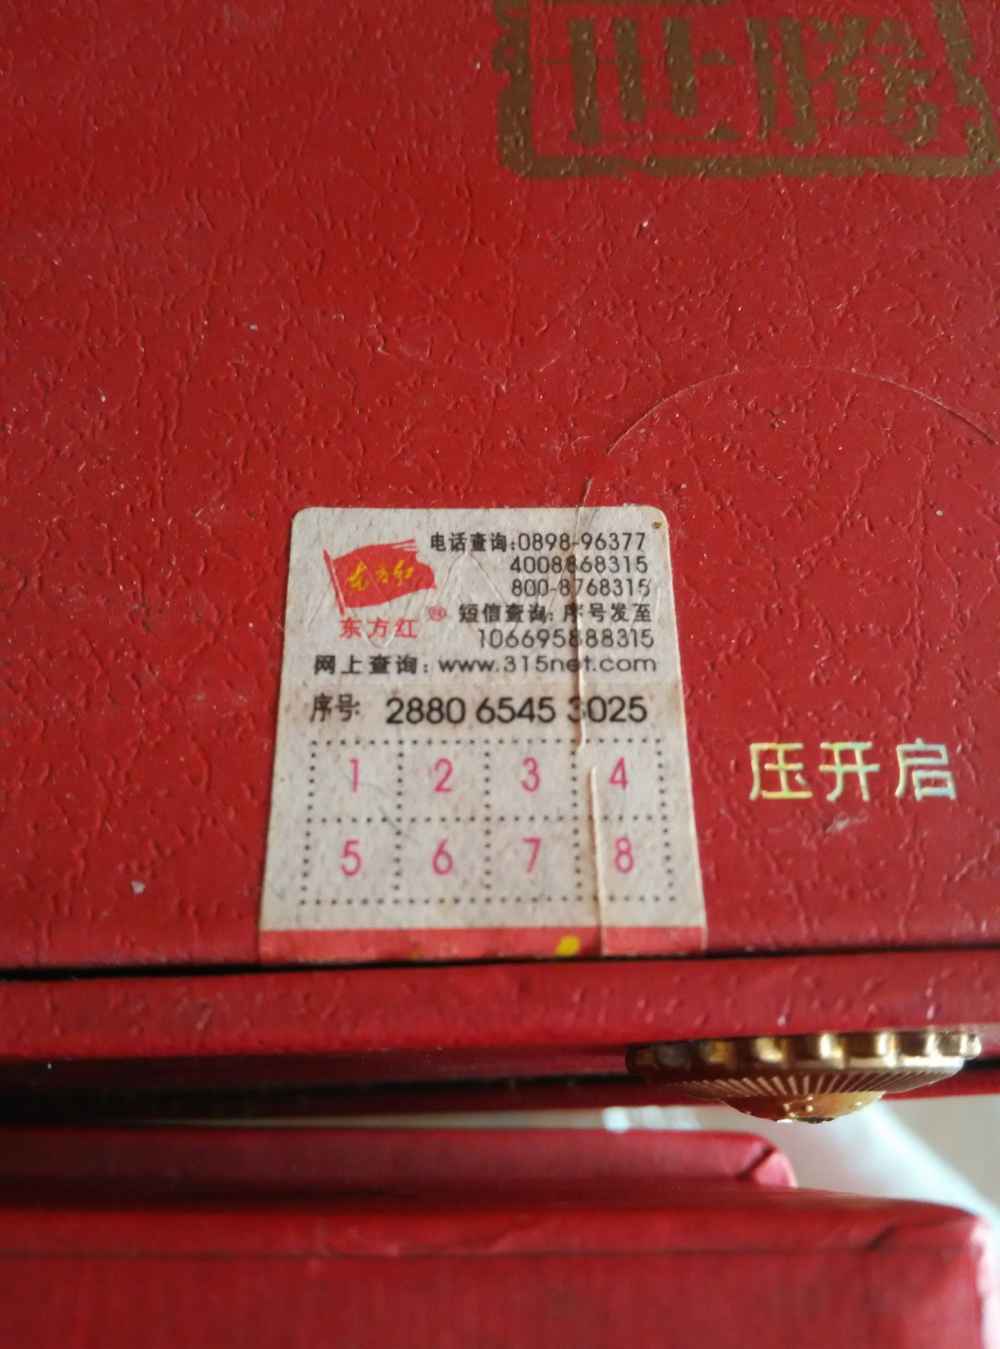 电话查询:0898-96377
4008868315
800-8768315
短信查询: 序号发至
106695888315
网上查询: www.315net.com
东方红
东方红
序号: 2880 6545 3025
1 2 3 4
5 6 7 8
压开启